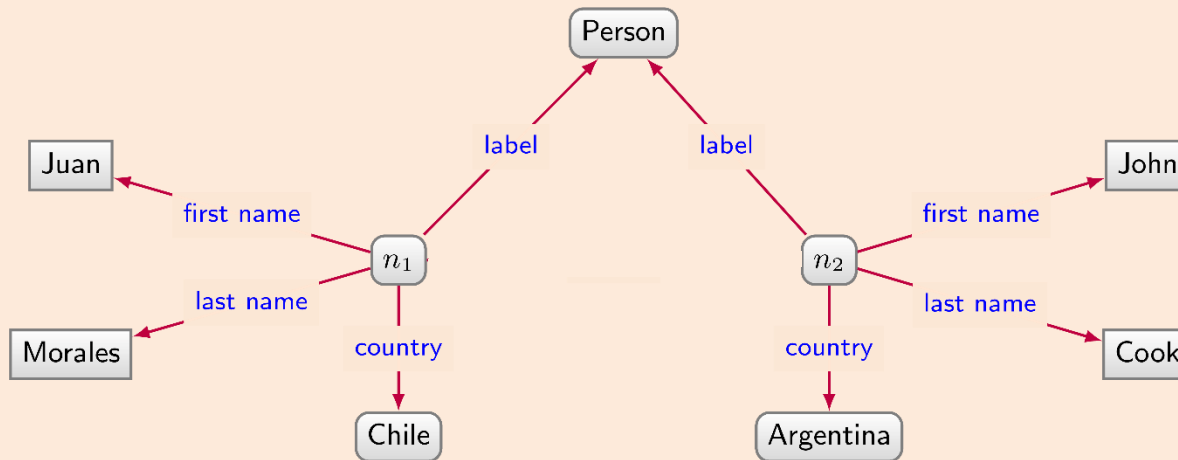 Person
label
label
Juan
John
first name
first name
n₁
n₂
last name
last name
Morales
country
country
Cook
Chile
Argentina